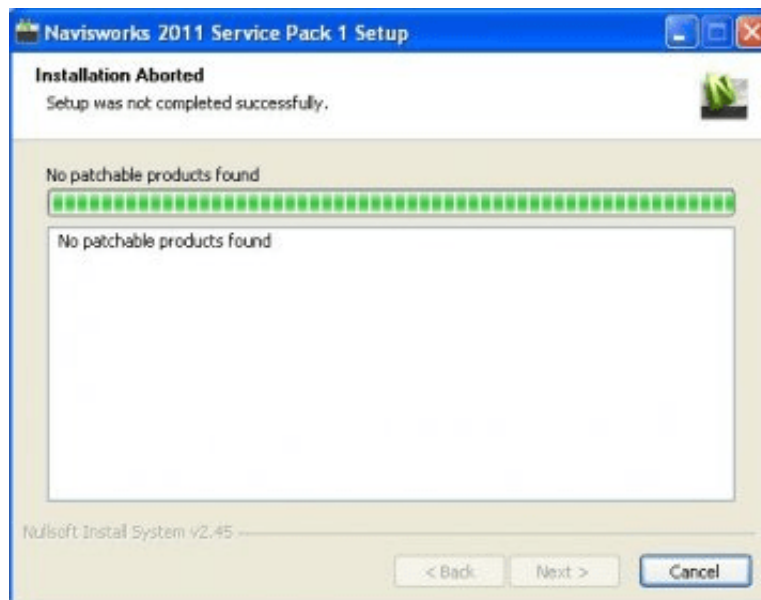 Navisworks 2011 Service Pack 1 Setup
Installation Aborted
Setup was not completed successfully.
No patchable products found
No patchable products found
Nullsoft Install System v2.45
< Back Next > Cancel